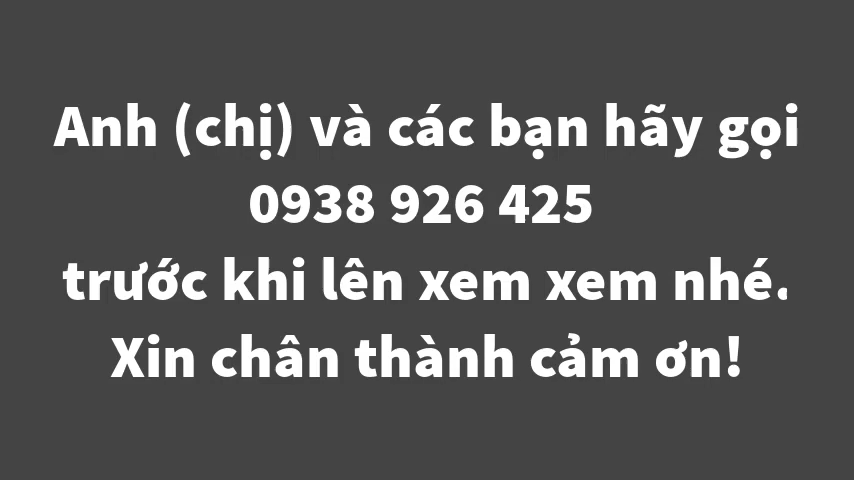 Anh (chị) và các bạn hãy gọi
0938 926 425
trước khi lên xem xem nhé.
Xin chân thành cảm ơn!